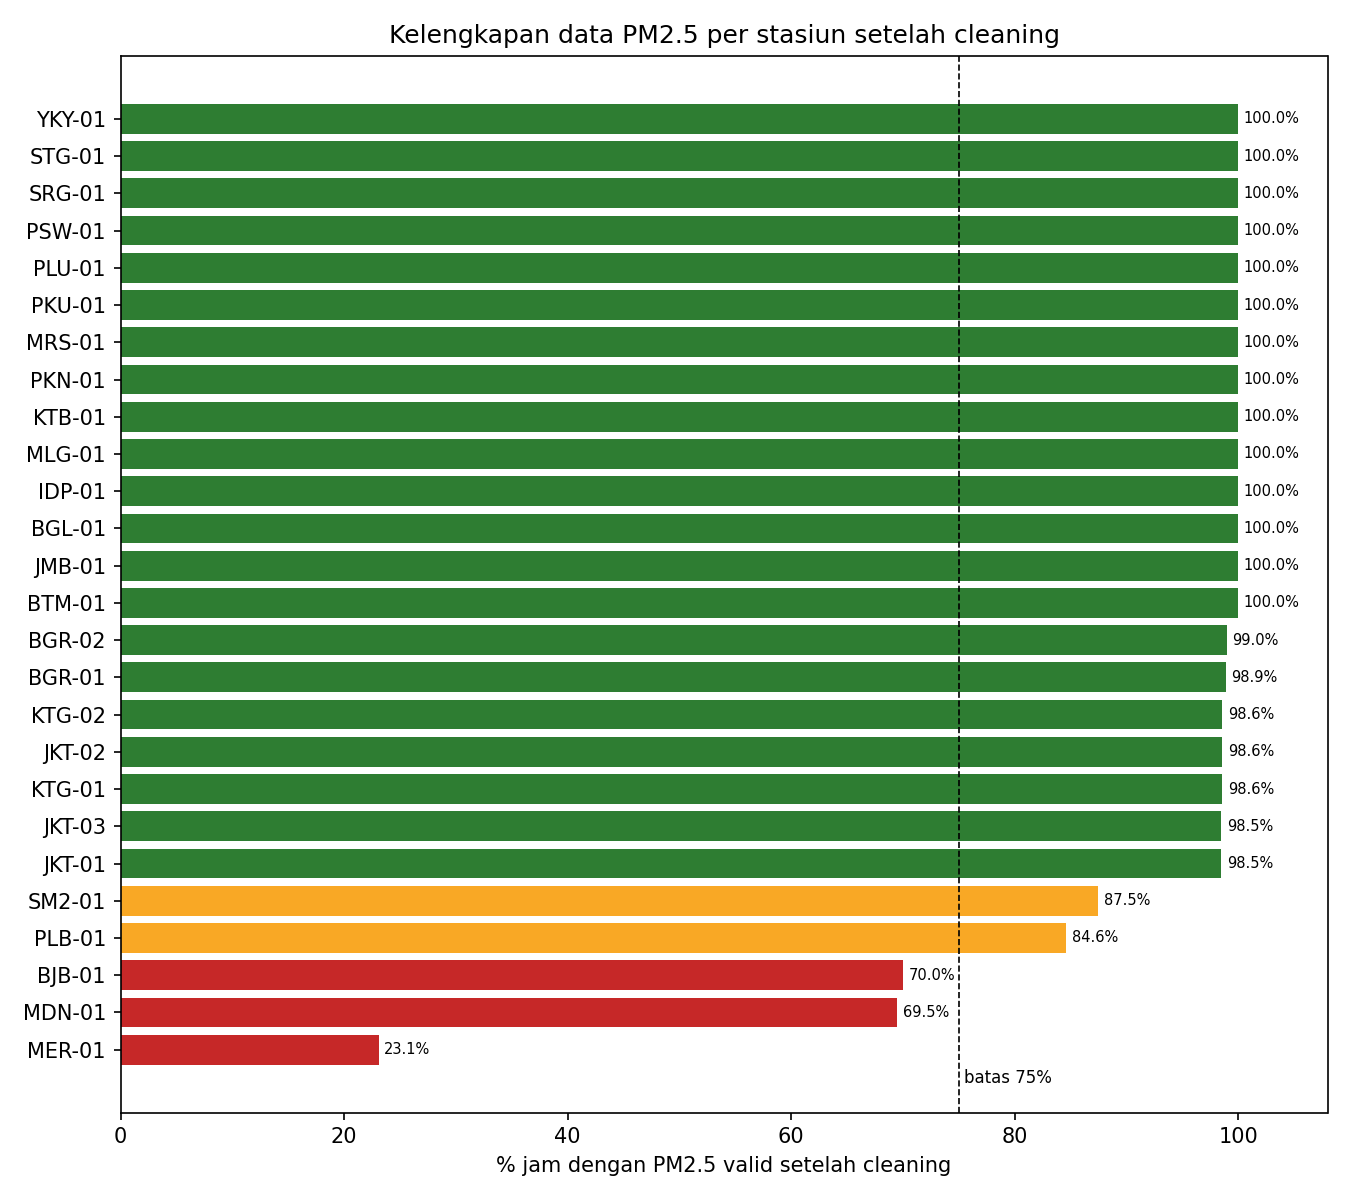 Kelengkapan data PM2.5 per stasiun setelah cleaning
YKY-01 100.0%
STG-01 100.0%
SRG-01 100.0%
PSW-01 100.0%
PLU-01 100.0%
PKU-01 100.0%
MRS-01 100.0%
PKN-01 100.0%
KTB-01 100.0%
MLG-01 100.0%
IDP-01 100.0%
BGL-01 100.0%
JMB-01 100.0%
BTM-01 100.0%
BGR-02 99.0%
BGR-01 98.9%
KTG-02 98.6%
JKT-02 98.6%
KTG-01 98.6%
JKT-03 98.5%
JKT-01 98.5%
SM2-01 87.5%
PLB-01 84.6%
BJB-01 70.0%
MDN-01 69.5%
MER-01 23.1%
batas 75%
0 20 40 60 80 100
% jam dengan PM2.5 valid setelah cleaning